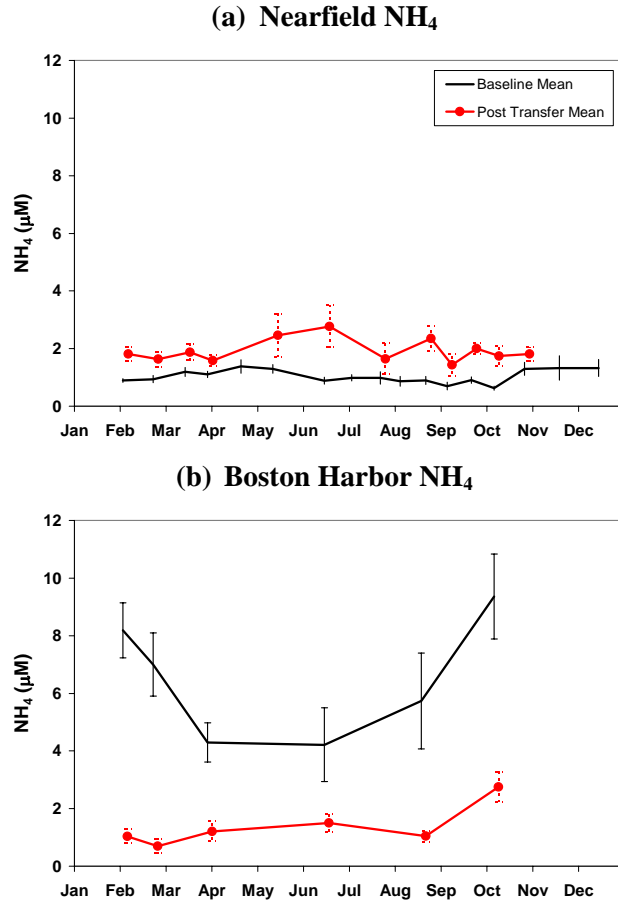 (a) Nearfield NH₄
12
10
8
6
4
2
0
NH₄ (µM)
Baseline Mean
Post Transfer Mean
Jan Feb Mar Apr May Jun Jul Aug Sep Oct Nov Dec
(b) Boston Harbor NH₄
12
10
8
6
4
2
0
NH₄ (µM)
Jan Feb Mar Apr May Jun Jul Aug Sep Oct Nov Dec